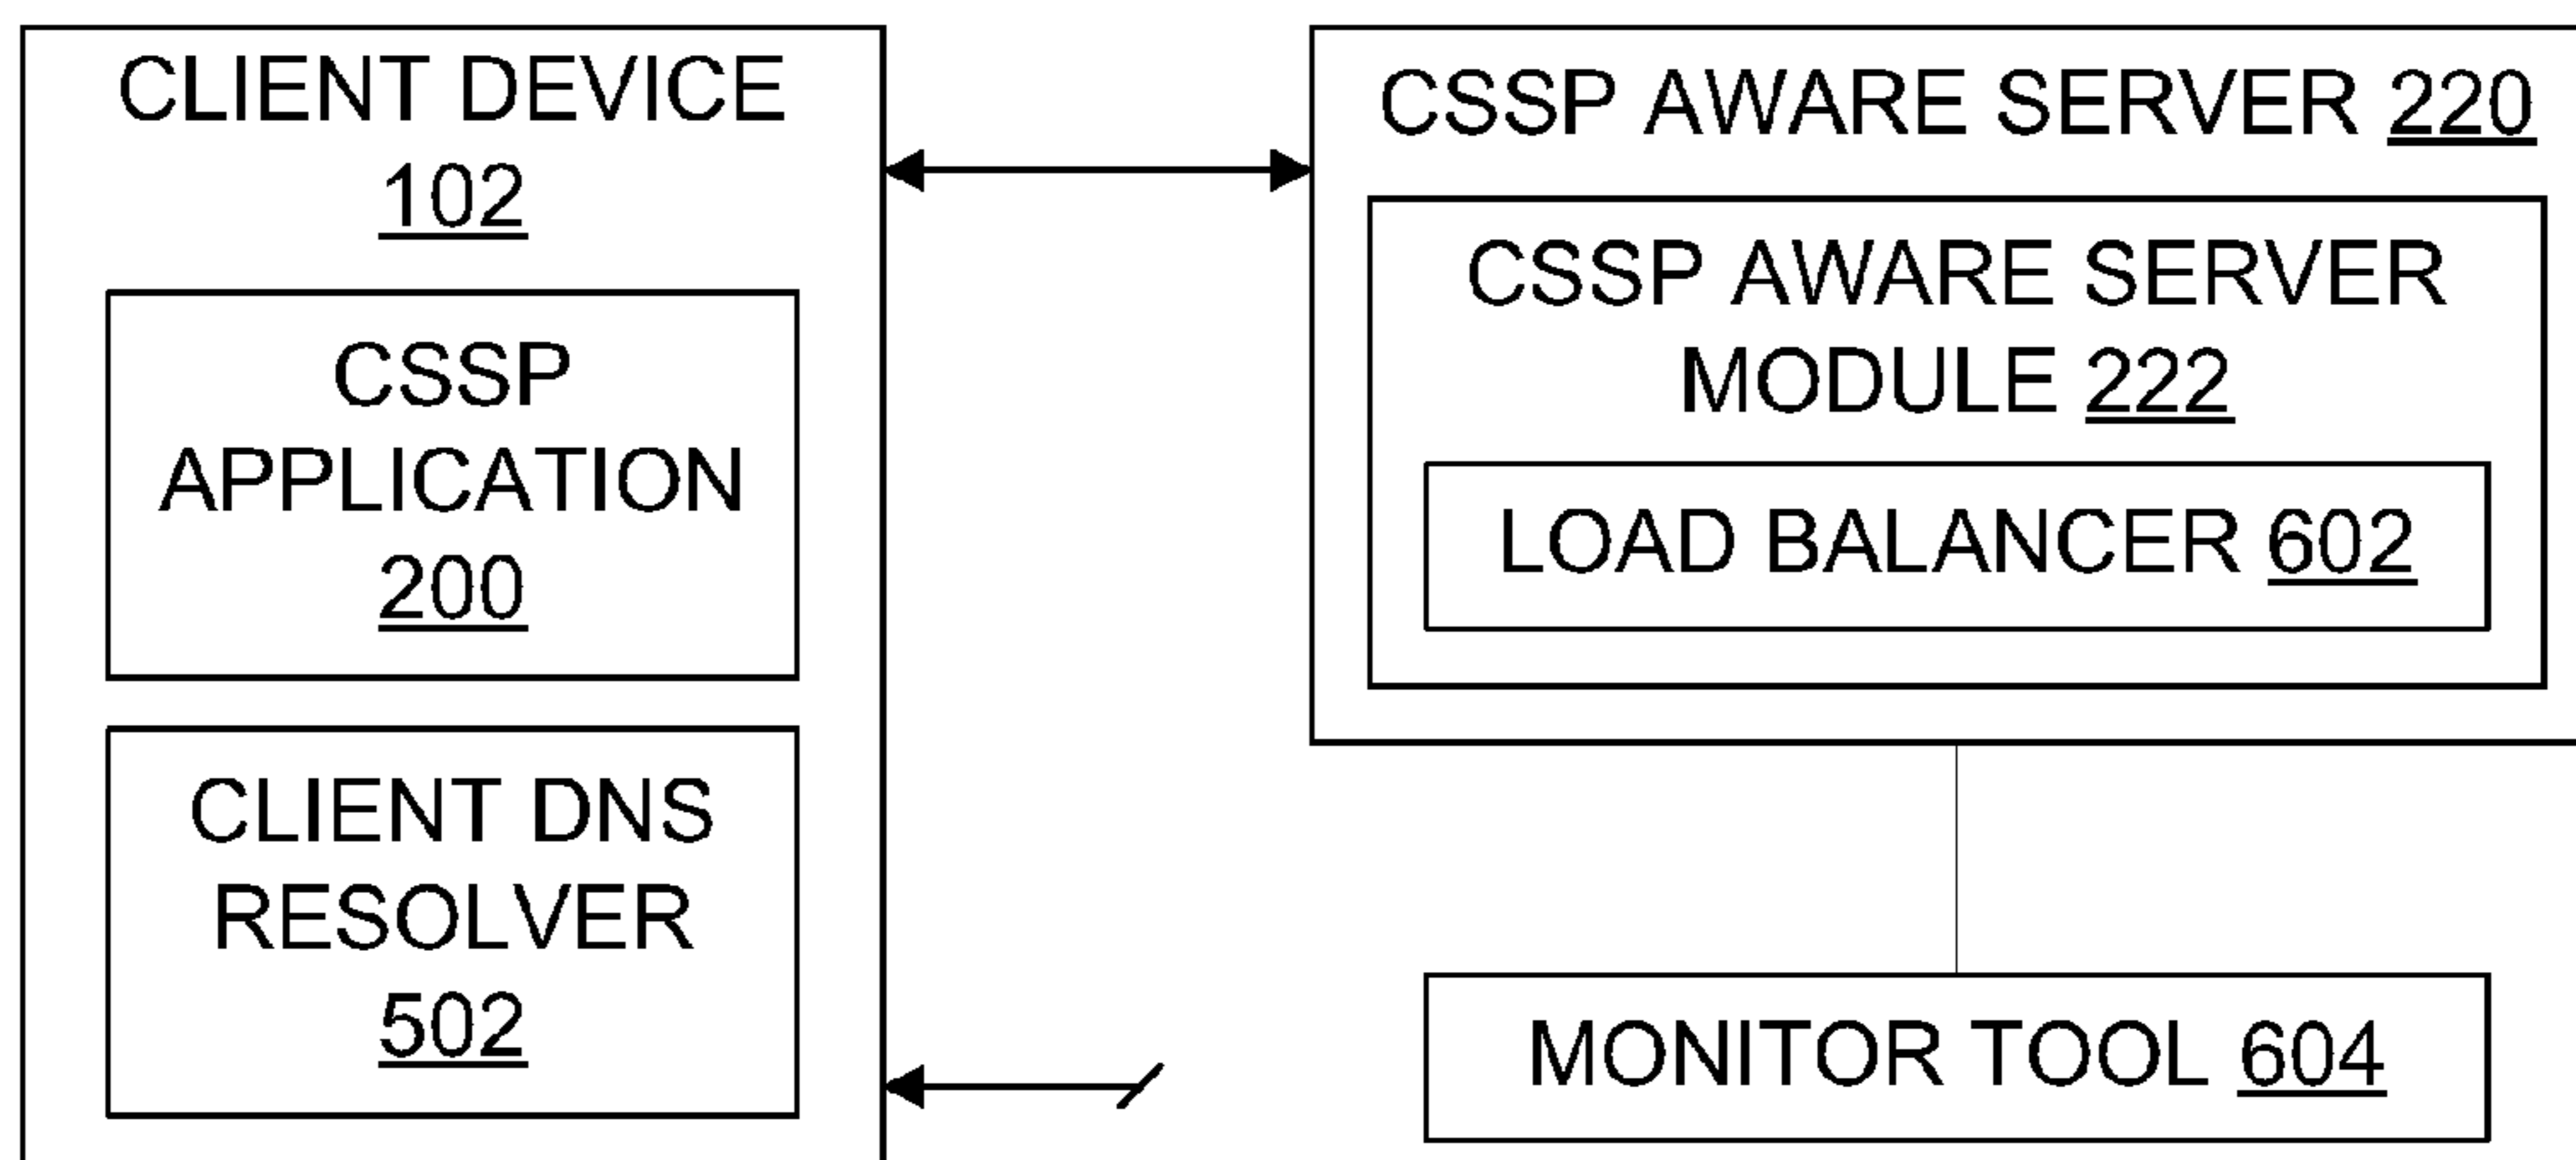 CLIENT DEVICE
102
CSSP
APPLICATION
200
CLIENT DNS
RESOLVER
502
CSSP AWARE SERVER 220
CSSP AWARE SERVER
MODULE 222
LOAD BALANCER 602
MONITOR TOOL 604